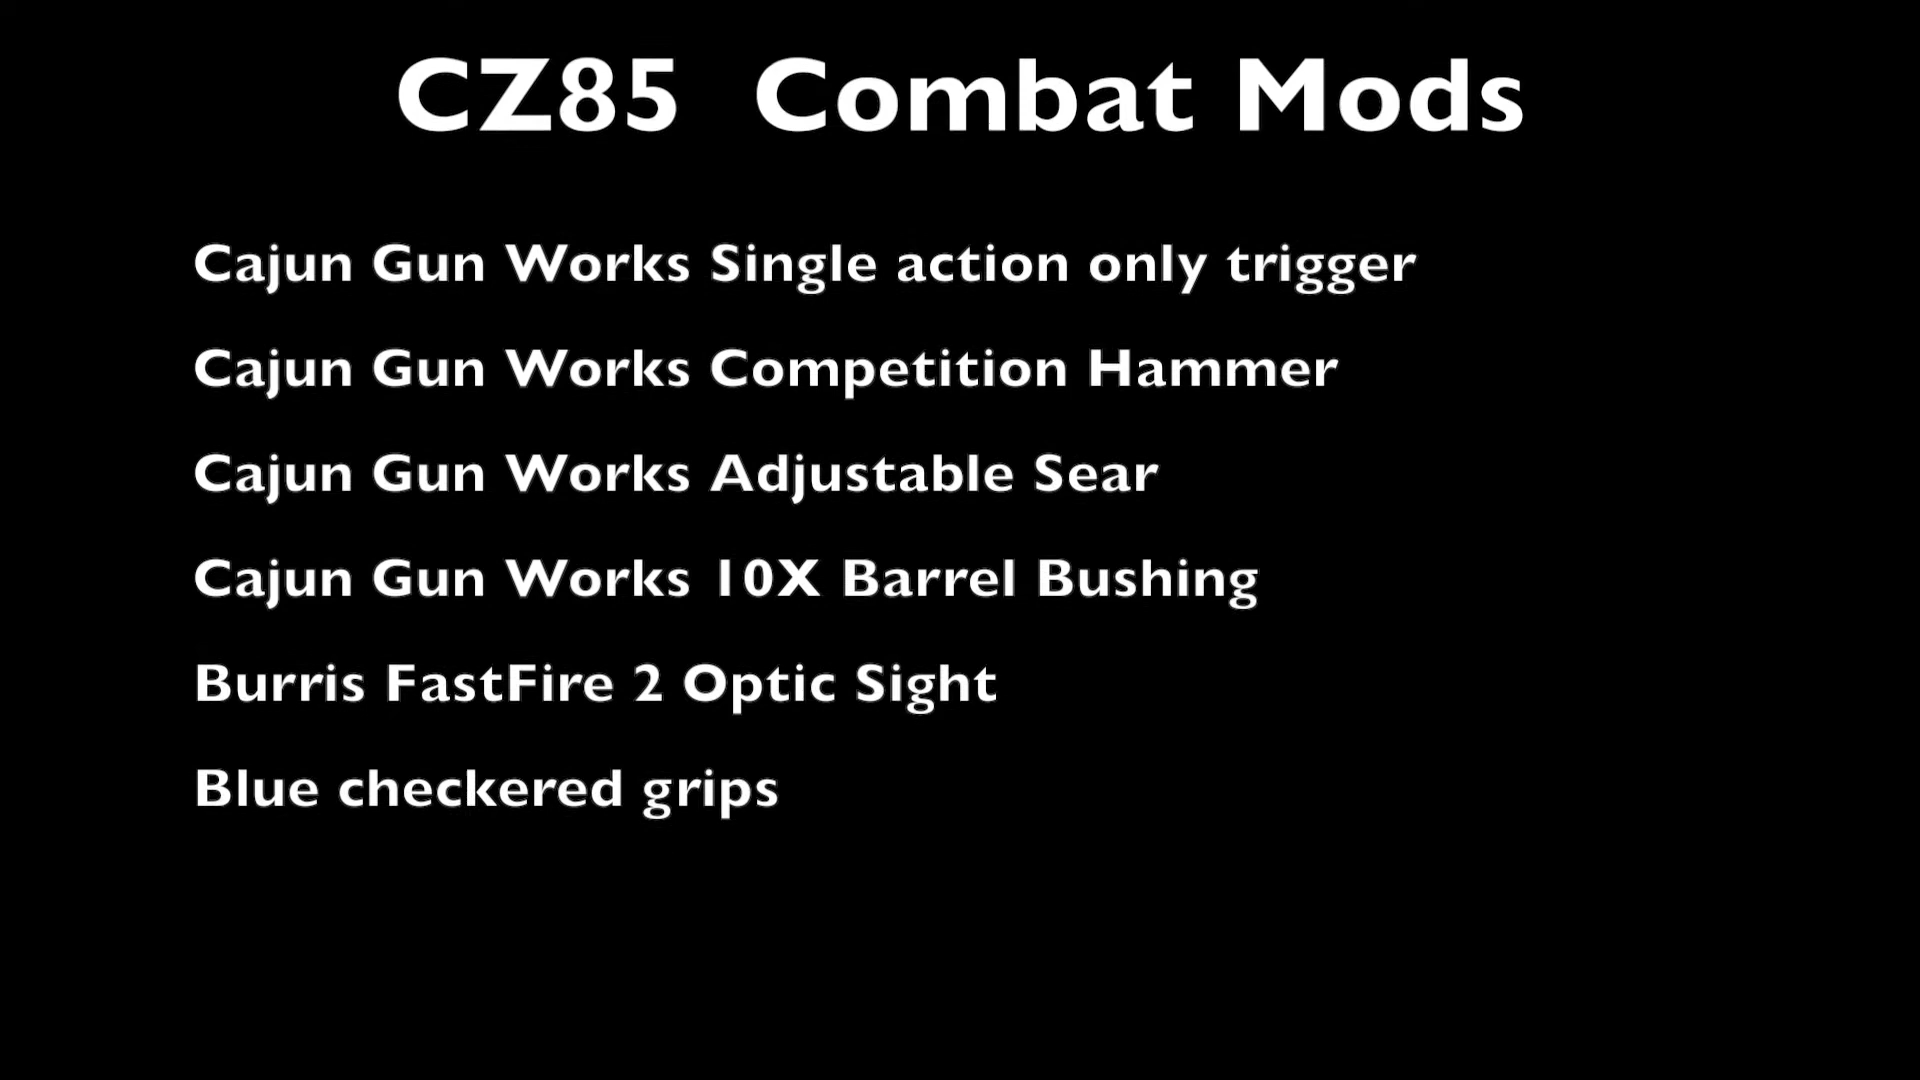 CZ85 Combat Mods
Cajun Gun Works Single action only trigger
Cajun Gun Works Competition Hammer
Cajun Gun Works Adjustable Sear
Cajun Gun Works 10X Barrel Bushing
Burris FastFire 2 Optic Sight
Blue checkered grips